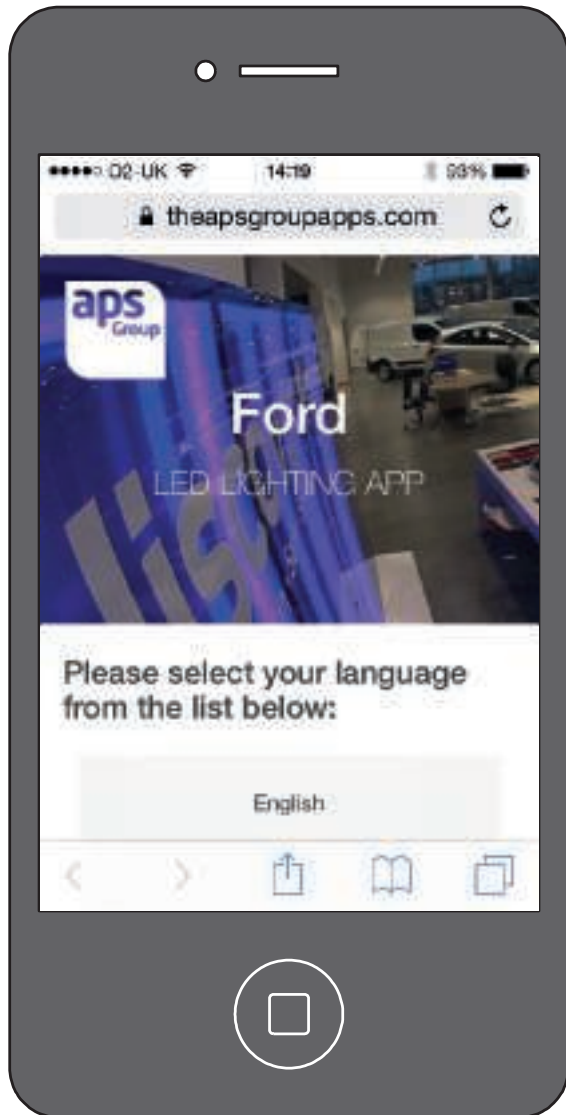 O2-UK 14:19 93%
theapsgroupapps.com
aps
Group
Ford
LED LIGHTING APP
disco
Please select your language
from the list below:
English